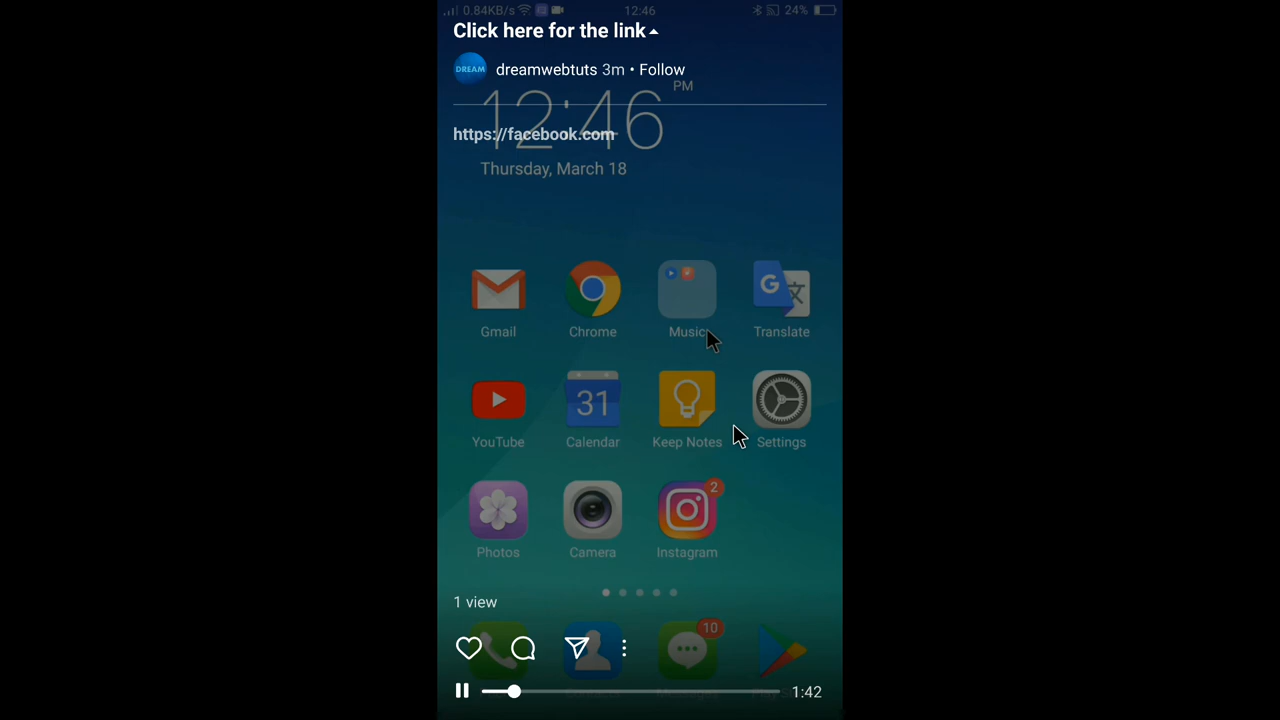 0.84KB/s 12:46 24%
Click here for the link
DREAM dreamwebtuts 3m • Follow
12:46 PM
https://facebook.com
Thursday, March 18
Gmail Chrome Music Translate
31
YouTube Calendar Keep Notes Settings
2
Photos Camera Instagram
1 view
10
1:42